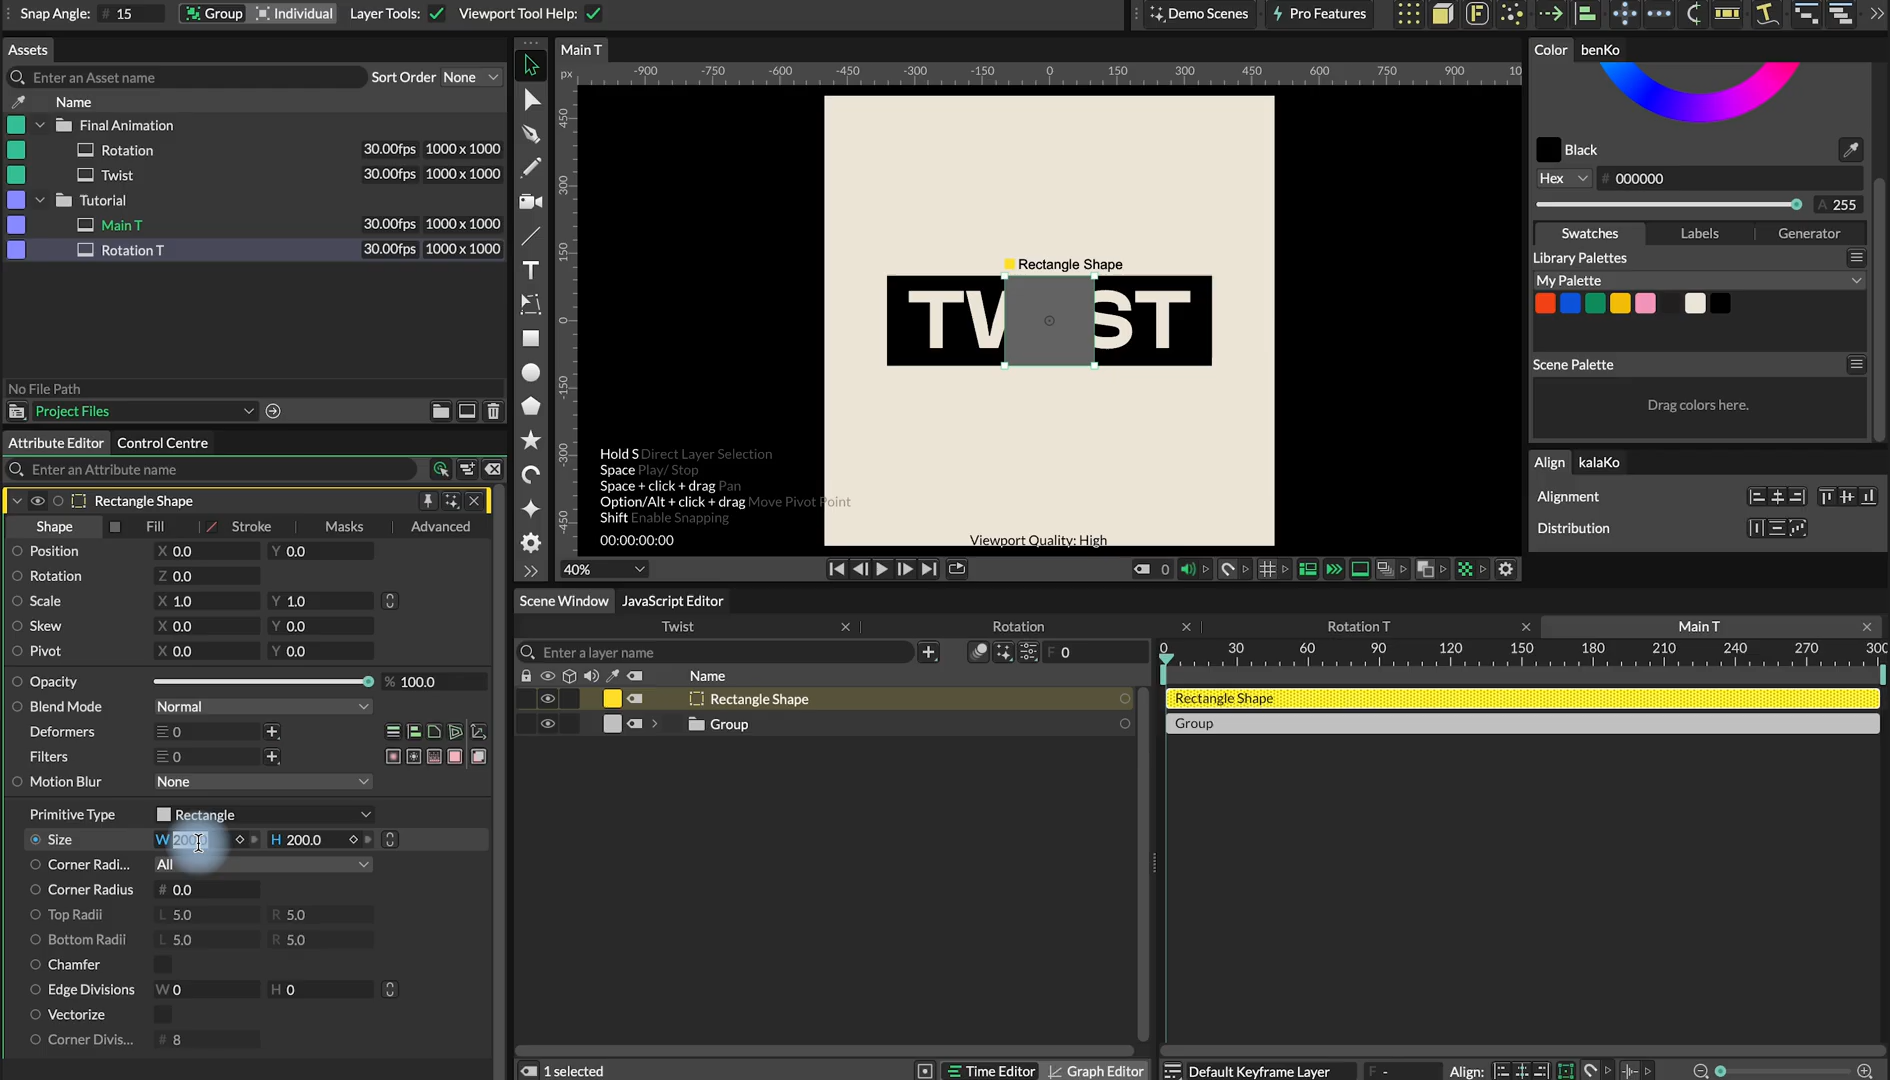 Snap Angle: # 15 Group Individual Layer Tools: Viewport Tool Help: Demo Scenes Pro Features
Assets
Enter an Asset name Sort Order None
Name
Final Animation
Rotation 30.00fps 1000 x 1000
Twist 30.00fps 1000 x 1000
Tutorial
Main T 30.00fps 1000 x 1000
Rotation T 30.00fps 1000 x 1000
No File Path
Project Files
Attribute Editor Control Centre
Enter an Attribute name
Rectangle Shape
Shape Fill Stroke Masks Advanced
Position X 0.0 Y 0.0
Rotation Z 0.0
Scale X 1.0 Y 1.0
Skew X 0.0 Y 0.0
Pivot X 0.0 Y 0.0
Opacity % 100.0
Blend Mode Normal
Deformers 0
Filters 0
Motion Blur None
Primitive Type Rectangle
Size W 200.0 H 200.0
Corner Radi... All
Corner Radius # 0.0
Top Radii L 5.0 R 5.0
Bottom Radii L 5.0 R 5.0
Chamfer
Edge Divisions W 0 H 0
Vectorize
Corner Divis... # 8
Main T
px -900 -750 -600 -450 -300 -150 0 150 300 450 600 750 900 10
450
300
150
0
-150
-300
-450
Rectangle Shape
TW ST
Hold S Direct Layer Selection
Space Play/ Stop
Space + click + drag Pan
Option/Alt + click + drag Move Pivot Point
Shift Enable Snapping
00:00:00:00 Viewport Quality: High
40% 0
Color benKo
Black
Hex # 000000
A 255
Swatches Labels Generator
Library Palettes
My Palette
Scene Palette
Drag colors here.
Align kalaKo
Alignment
Distribution
Scene Window JavaScript Editor
Twist Rotation Rotation T Main T
Enter a layer name F 0
0 30 60 90 120 150 180 210 240 270 300
Name
Rectangle Shape Rectangle Shape
Group Group
1 selected Time Editor Graph Editor Default Keyframe Layer F - Align: